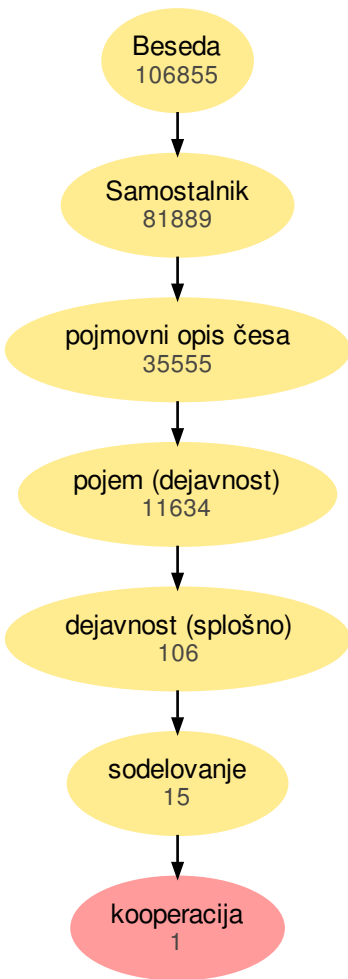 Beseda
106855
Samostalnik
81889
pojmovni opis česa
35555
pojem (dejavnost)
11634
dejavnost (splošno)
106
sodelovanje
15
kooperacija
1